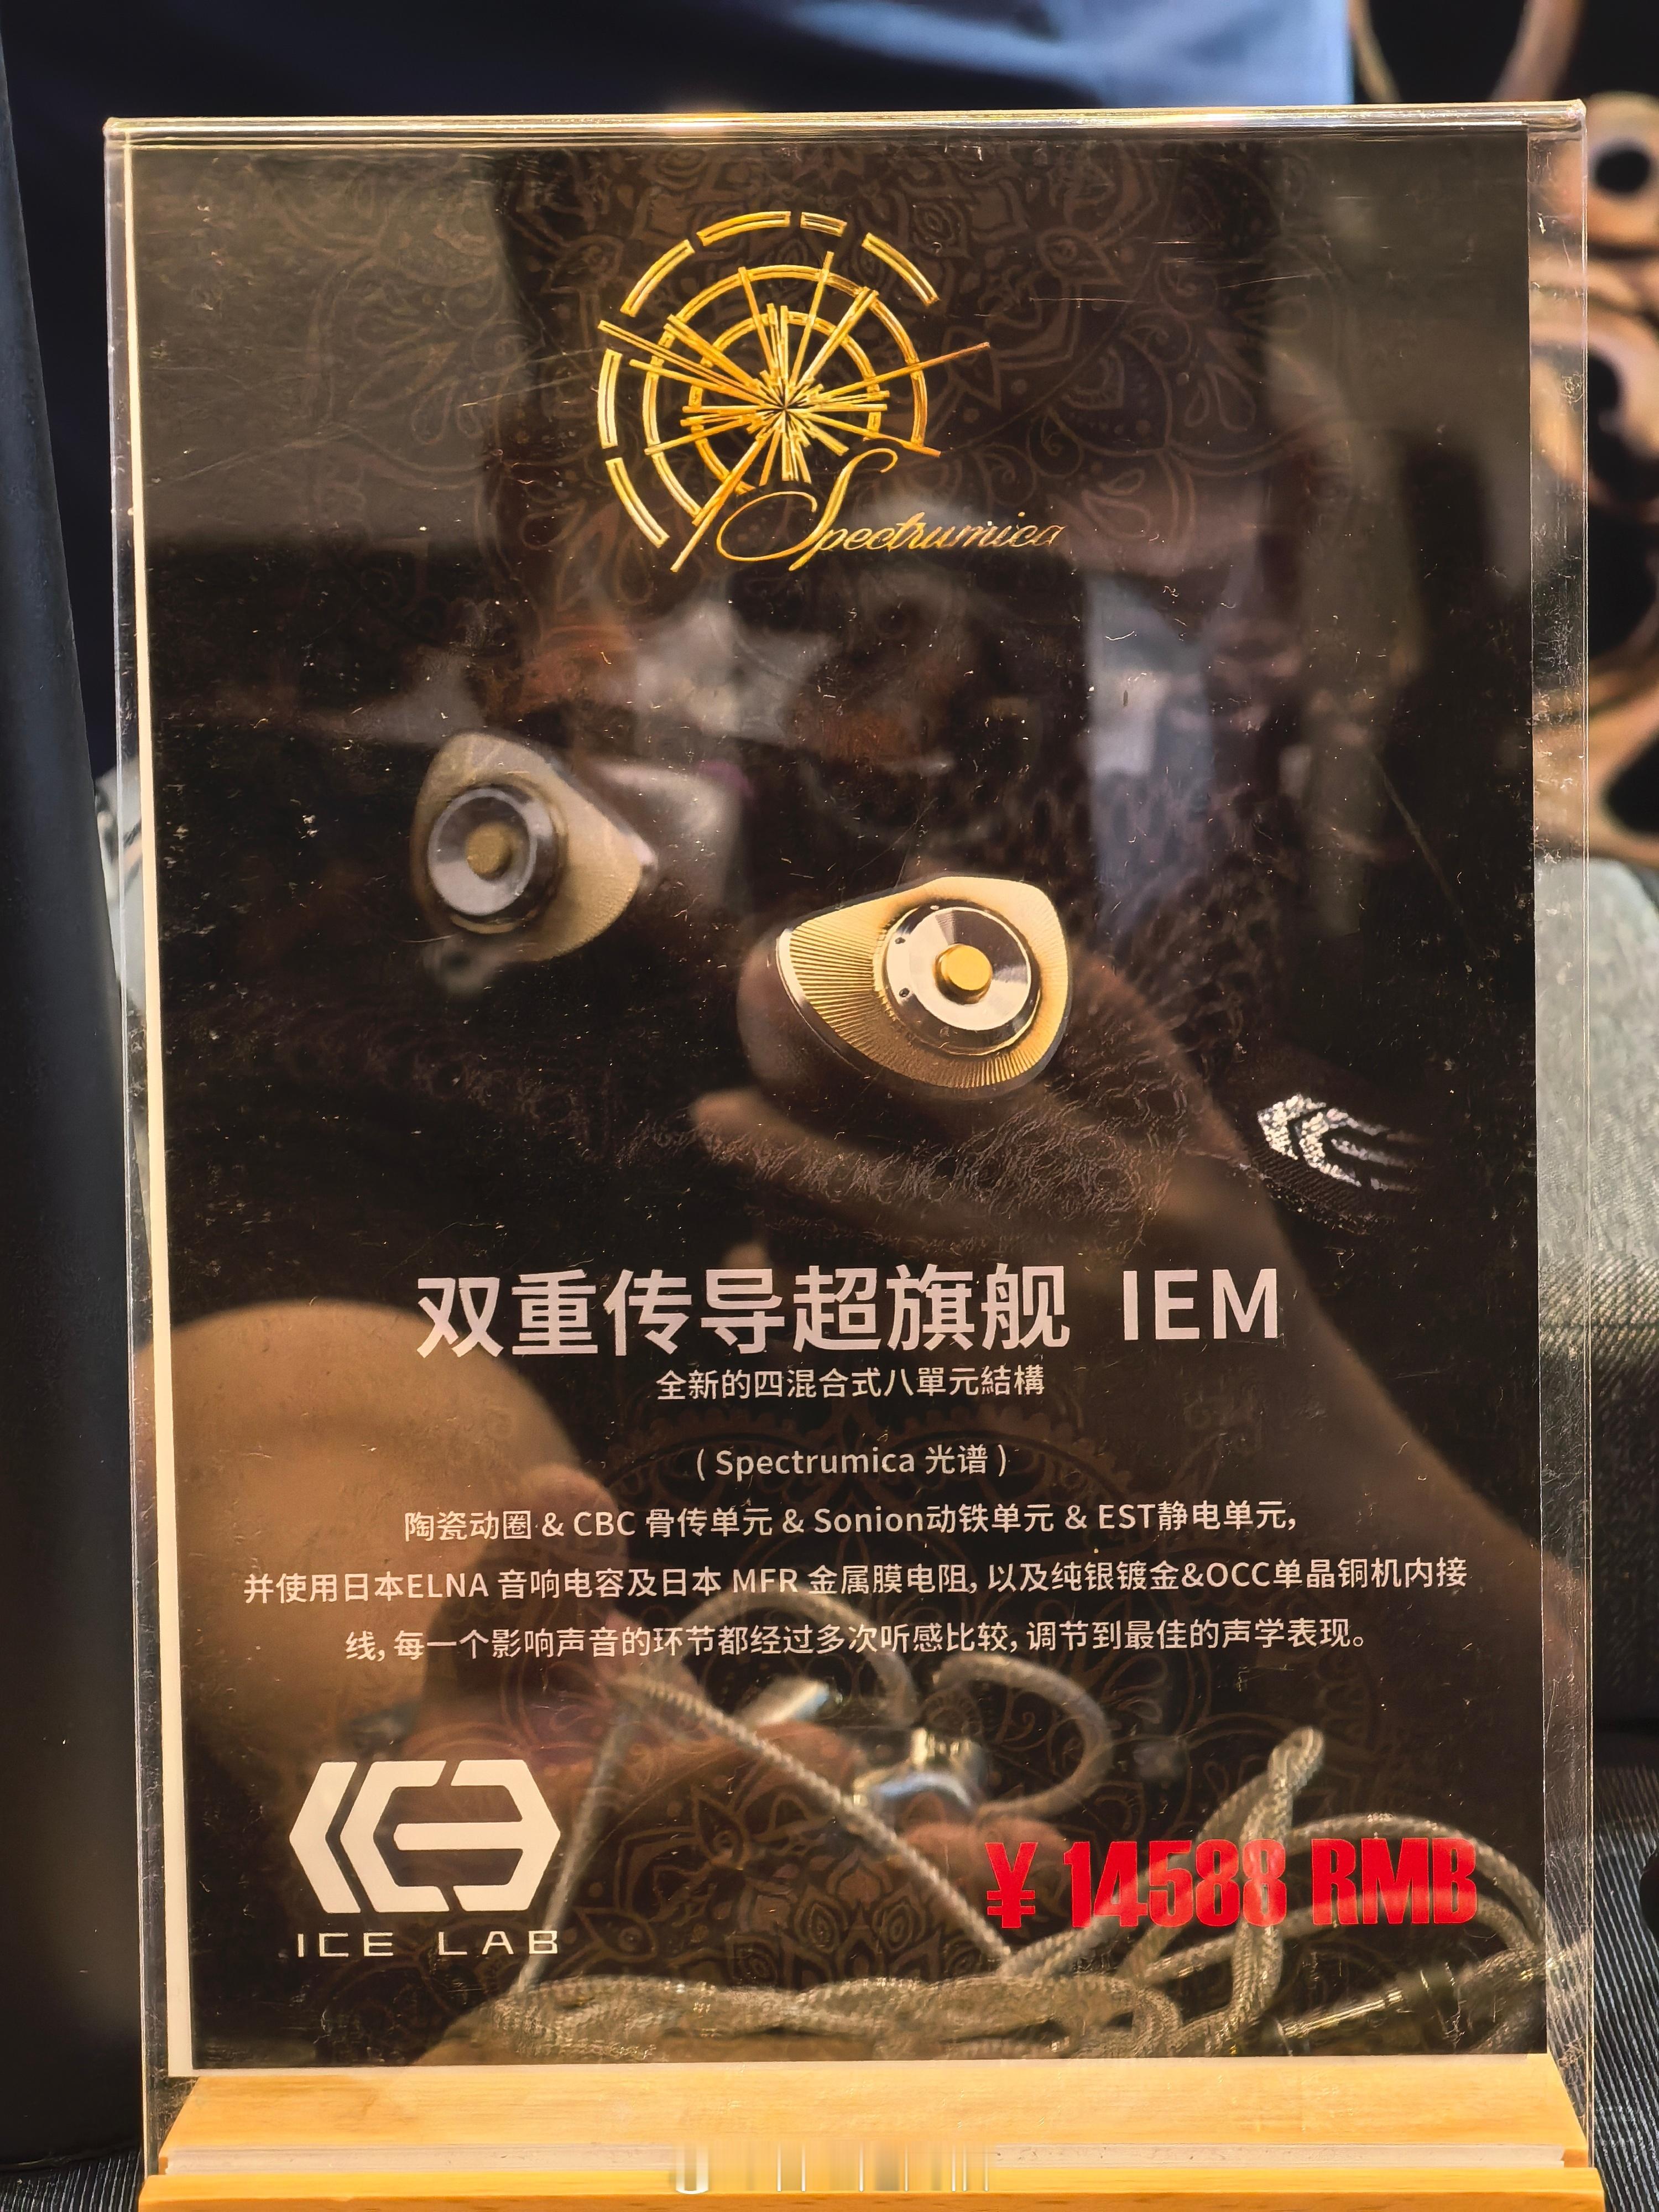 Spectrumica
双重传导超旗舰 IEM
全新的四混合式八單元結構
( Spectrumica 光谱 )
陶瓷动圈 & CBC 骨传单元 & Sonion动铁单元 & EST静电单元,
并使用日本ELNA 音响电容及日本 MFR 金属膜电阻, 以及纯银镀金&OCC单晶铜机内接
线, 每一个影响声音的环节都经过多次听感比较, 调节到最佳的声学表现。
ICE LAB
¥ 14588 RMB